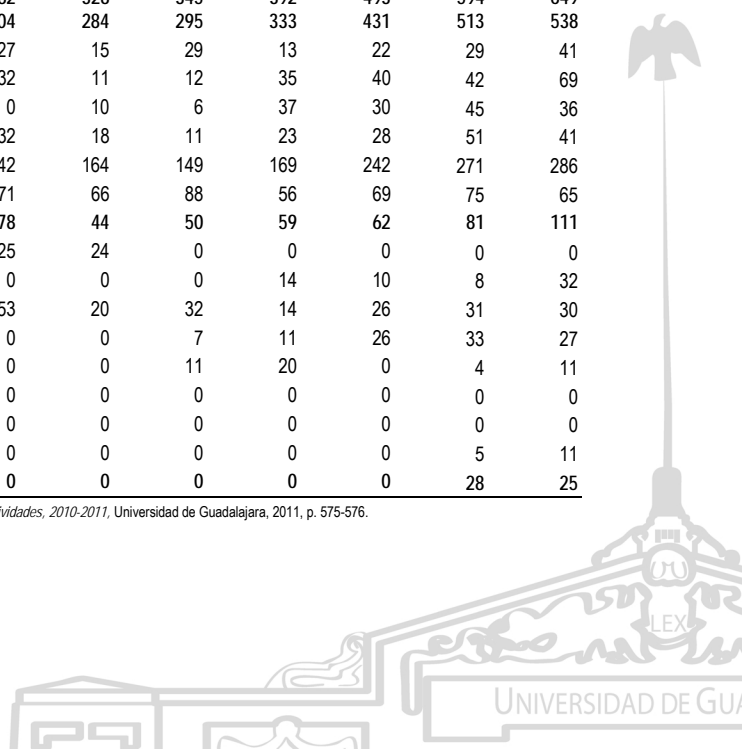 04 284 295 333 431 513 538
27 15 29 13 22 29 41
32 11 12 35 40 42 69
0 10 6 37 30 45 36
32 18 11 23 28 51 41
42 164 149 169 242 271 286
71 66 88 56 69 75 65
78 44 50 59 62 81 111
25 24 0 0 0 0 0
0 0 0 14 10 8 32
53 20 32 14 26 31 30
0 0 7 11 26 33 27
0 0 11 20 0 4 11
0 0 0 0 0 0 0
0 0 0 0 0 0 0
0 0 0 0 0 5 11
0 0 0 0 0 28 25
vidades, 2010-2011, Universidad de Guadalajara, 2011, p. 575-576.
LEX
UNIVERSIDAD DE GUA